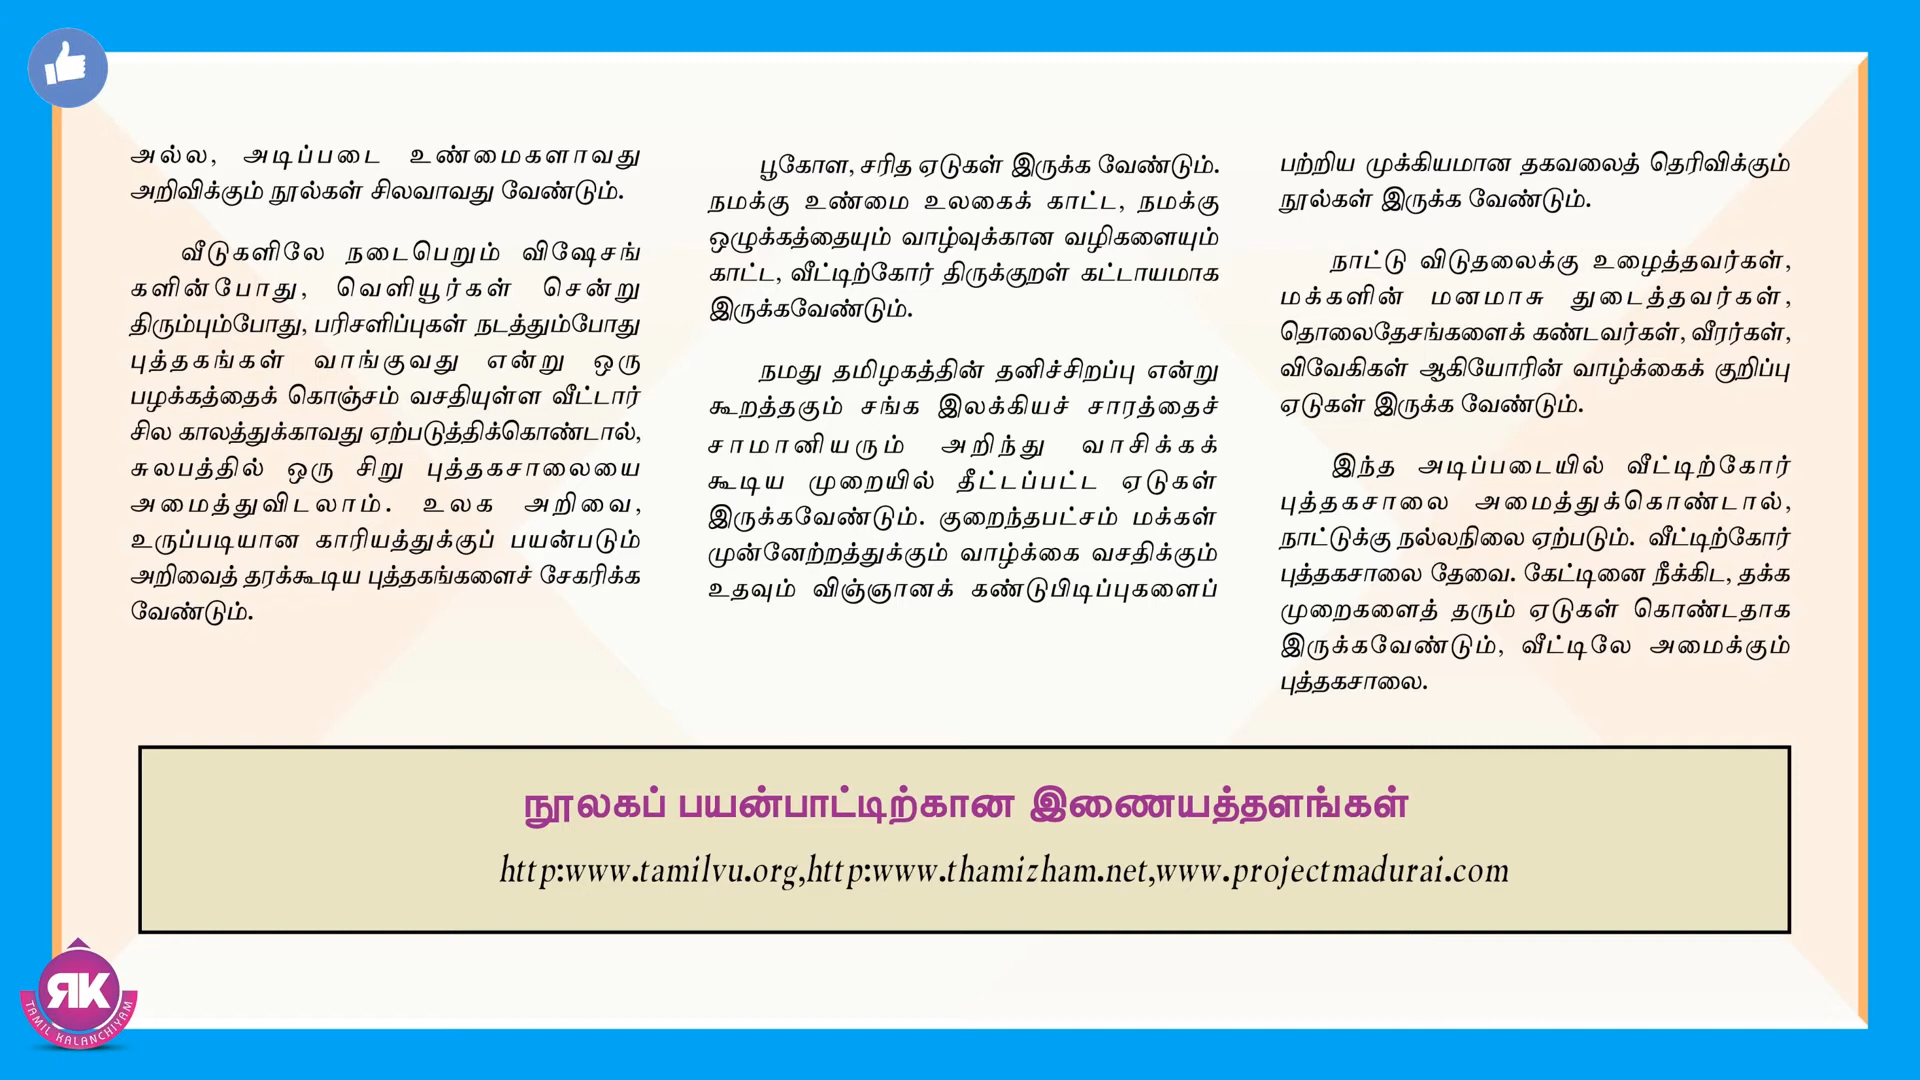 அல்ல, அடிப்படை உண்மைகளாவது
அறிவிக்கும் நூல்கள் சிலவாவது வேண்டும்.
வீடுகளிலே நடைபெறும் விஷேசங்
களின்போது, வெளியூர்கள் சென்று
திரும்பும்போது, பரிசளிப்புகள் நடத்தும்போது
புத்தகங்கள் வாங்குவது என்று ஒரு
பழக்கத்தைக் கொஞ்சம் வசதியுள்ள வீட்டார்
சில காலத்துக்காவது ஏற்படுத்திக்கொண்டால்,
சுலபத்தில் ஒரு சிறு புத்தகசாலையை
அமைத்துவிடலாம். உலக அறிவை,
உருப்படியான காரியத்துக்குப் பயன்படும்
அறிவைத் தரக்கூடிய புத்தகங்களைச் சேகரிக்க
வேண்டும்.
பூகோள, சரித ஏடுகள் இருக்க வேண்டும்.
நமக்கு உண்மை உலகைக் காட்ட, நமக்கு
ஒழுக்கத்தையும் வாழ்வுக்கான வழிகளையும்
காட்ட, வீட்டிற்கோர் திருக்குறள் கட்டாயமாக
இருக்கவேண்டும்.
நமது தமிழகத்தின் தனிச்சிறப்பு என்று
கூறத்தகும் சங்க இலக்கியச் சாரத்தைச்
சாமானியரும் அறிந்து வாசிக்கக்
கூடிய முறையில் தீட்டப்பட்ட ஏடுகள்
இருக்கவேண்டும். குறைந்தபட்சம் மக்கள்
முன்னேற்றத்துக்கும் வாழ்க்கை வசதிக்கும்
உதவும் விஞ்ஞானக் கண்டுபிடிப்புகளைப்
பற்றிய முக்கியமான தகவலைத் தெரிவிக்கும்
நூல்கள் இருக்க வேண்டும்.
நாட்டு விடுதலைக்கு உழைத்தவர்கள்,
மக்களின் மனமாசு துடைத்தவர்கள்,
தொலைதேசங்களைக் கண்டவர்கள், வீரர்கள்,
விவேகிகள் ஆகியோரின் வாழ்க்கைக் குறிப்பு
ஏடுகள் இருக்க வேண்டும்.
இந்த அடிப்படையில் வீட்டிற்கோர்
புத்தகசாலை அமைத்துக்கொண்டால்,
நாட்டுக்கு நல்லநிலை ஏற்படும். வீட்டிற்கோர்
புத்தகசாலை தேவை. கேட்டினை நீக்கிட, தக்க
முறைகளைத் தரும் ஏடுகள் கொண்டதாக
இருக்கவேண்டும், வீட்டிலே அமைக்கும்
புத்தகசாலை.
நூலகப் பயன்பாட்டிற்கான இணையத்தளங்கள்
http:www.tamilvu.org,http:www.thamizham.net,www.projectmadurai.com
RK
TAMIL KALANCHIYAM